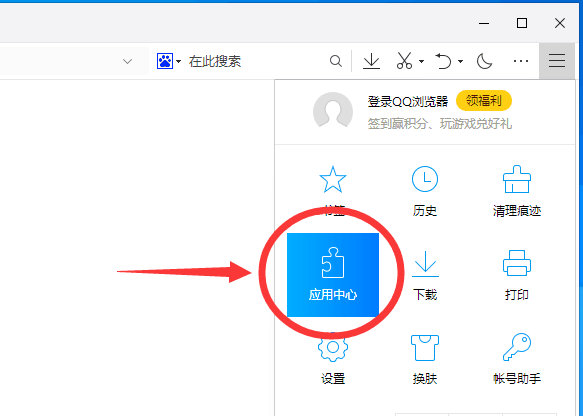 在此搜索
登录QQ浏览器 领福利
签到赢积分、玩游戏兑好礼
书签 历史 清理痕迹
应用中心 下载 打印
设置 换肤 帐号助手